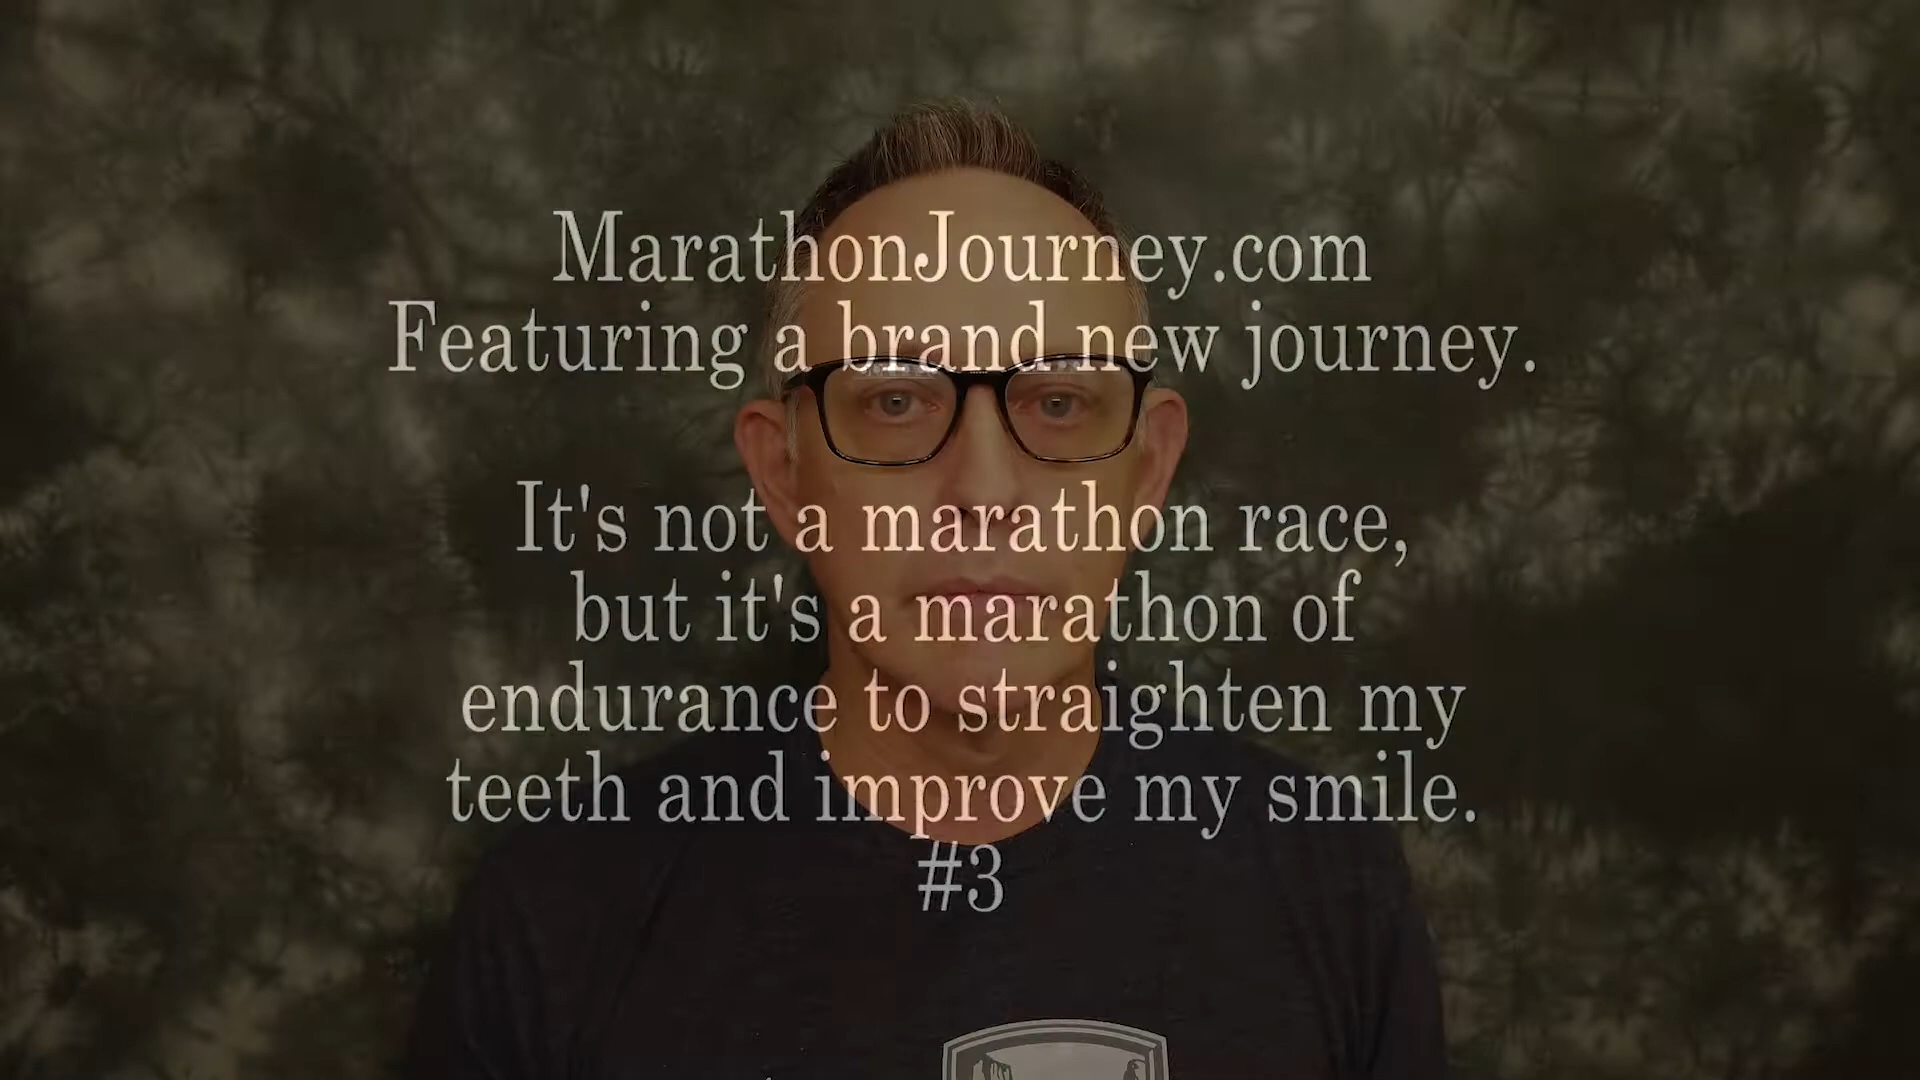 MarathonJourney.com
Featuring a brand new journey.
It's not a marathon race,
but it's a marathon of
endurance to straighten my
teeth and improve my smile.
#3